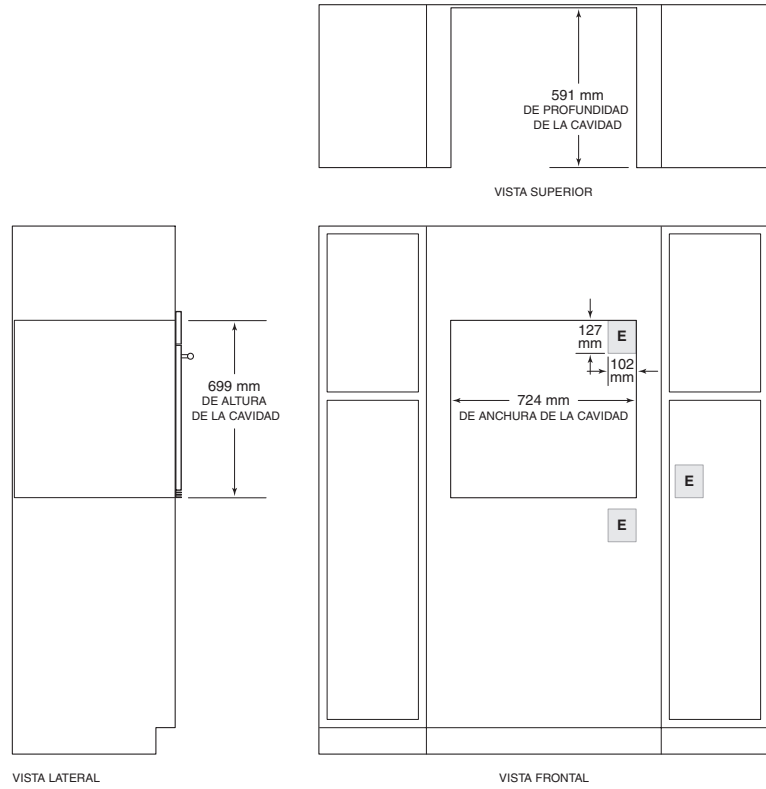 591 mm
DE PROFUNDIDAD
DE LA CAVIDAD
VISTA SUPERIOR
127
mm
E
102
mm
699 mm
DE ALTURA
DE LA CAVIDAD
724 mm
DE ANCHURA DE LA CAVIDAD
E
E
VISTA LATERAL
VISTA FRONTAL